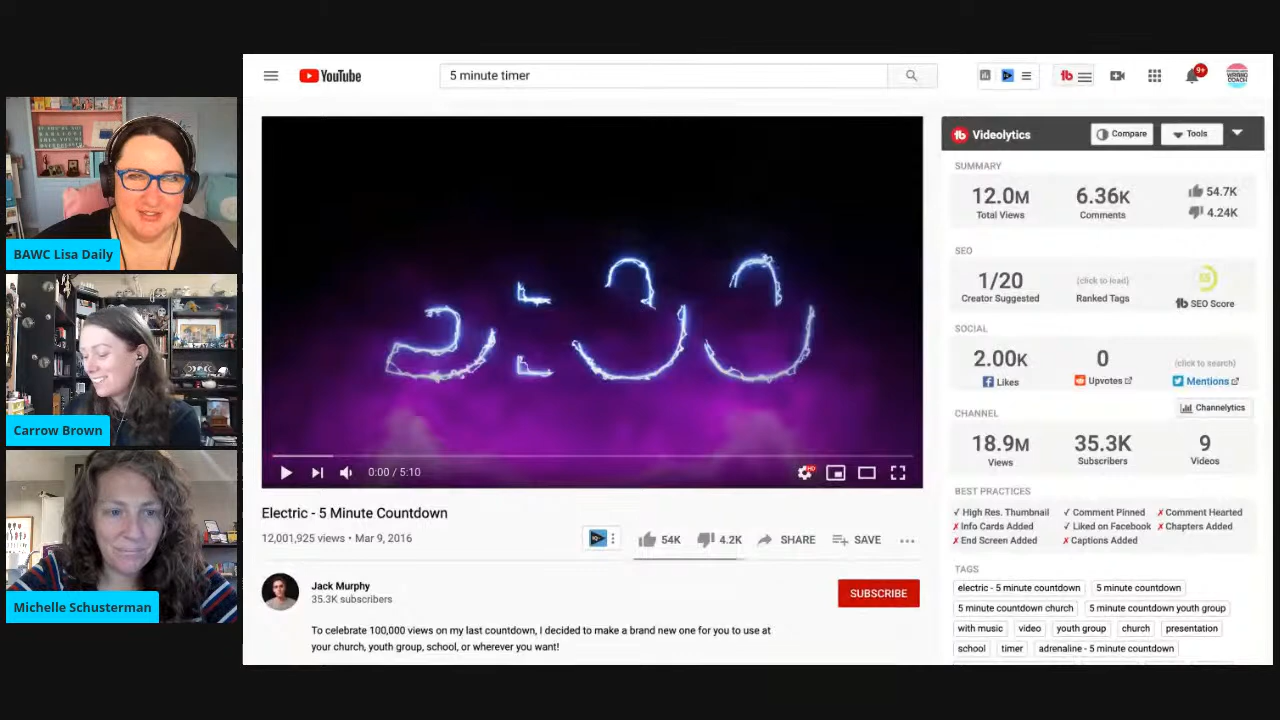 YouTube
5 minute timer
9+
BAWC Lisa Daily
Carrow Brown
Michelle Schusterman
5:00
0:00 / 5:10
HD
Electric - 5 Minute Countdown
12,001,925 views • Mar 9, 2016
54K
4.2K
SHARE
SAVE
Jack Murphy
35.3K subscribers
SUBSCRIBE
To celebrate 100,000 views on my last countdown, I decided to make a brand new one for you to use at
your church, youth group, school, or wherever you want!
tb Videolytics
Compare
Tools
SUMMARY
12.0M
Total Views
6.36K
Comments
54.7K
4.24K
SEO
1/20
Creator Suggested
(click to load)
Ranked Tags
tb SEO Score
SOCIAL
2.00K
Likes
0
Upvotes
(click to search)
Mentions
CHANNEL
Channelytics
18.9M
Views
35.3K
Subscribers
9
Videos
BEST PRACTICES
✓ High Res. Thumbnail ✓ Comment Pinned ✗ Comment Hearted
✗ Info Cards Added ✓ Liked on Facebook ✗ Chapters Added
✗ End Screen Added ✗ Captions Added
TAGS
electric - 5 minute countdown 5 minute countdown
5 minute countdown church 5 minute countdown youth group
with music video youth group church presentation
school timer adrenaline - 5 minute countdown